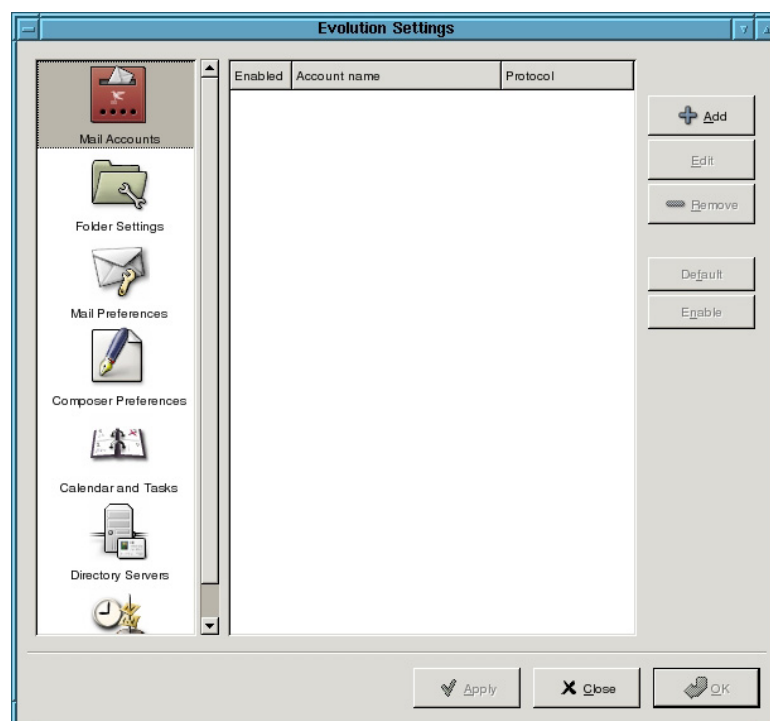 Evolution Settings
Mail Accounts
Folder Settings
Mail Preferences
Composer Preferences
Calendar and Tasks
Directory Servers
Enabled Account name Protocol
Add
Edit
Remove
Default
Enable
Apply Close OK